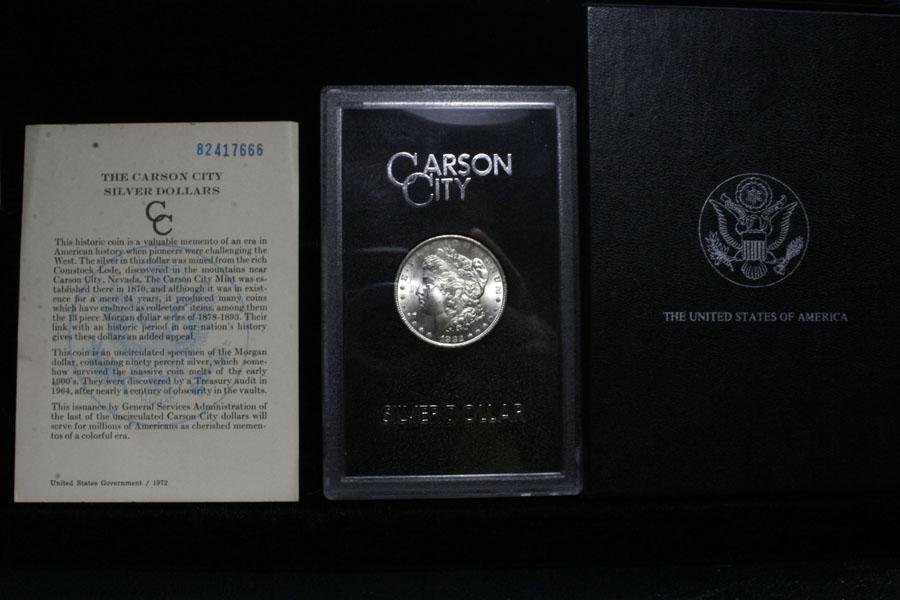 82417666
THE CARSON CITY
SILVER DOLLARS
CC
This historic coin is a valuable memento of an era in
American history when pioneers were challenging the
West. The silver in this dollar was mined from the rich
Comstock Lode, discovered in the mountains near
Carson City, Nevada. The Carson City Mint was es-
tablished there in 1870, and although it was in exist-
ence for a mere 24 years, it produced many coins
which have endured as collectors' items, among them
the 13 piece Morgan dollar series of 1878-1893. Their
link with an historic period in our nation's history
gives these dollars an added appeal.
This coin is an uncirculated specimen of the Morgan
dollar, containing ninety percent silver, which some-
how survived the massive coin melts of the early
1900's. They were discovered by a Treasury audit in
1964, after nearly a century of obscurity in the vaults.
This issuance by General Services Administration of
the last of the uncirculated Carson City dollars will
serve for millions of Americans as cherished memen-
tos of a colorful era.
United States Government / 1972
CARSON
CITY
SILVER DOLLAR
THE UNITED STATES OF AMERICA